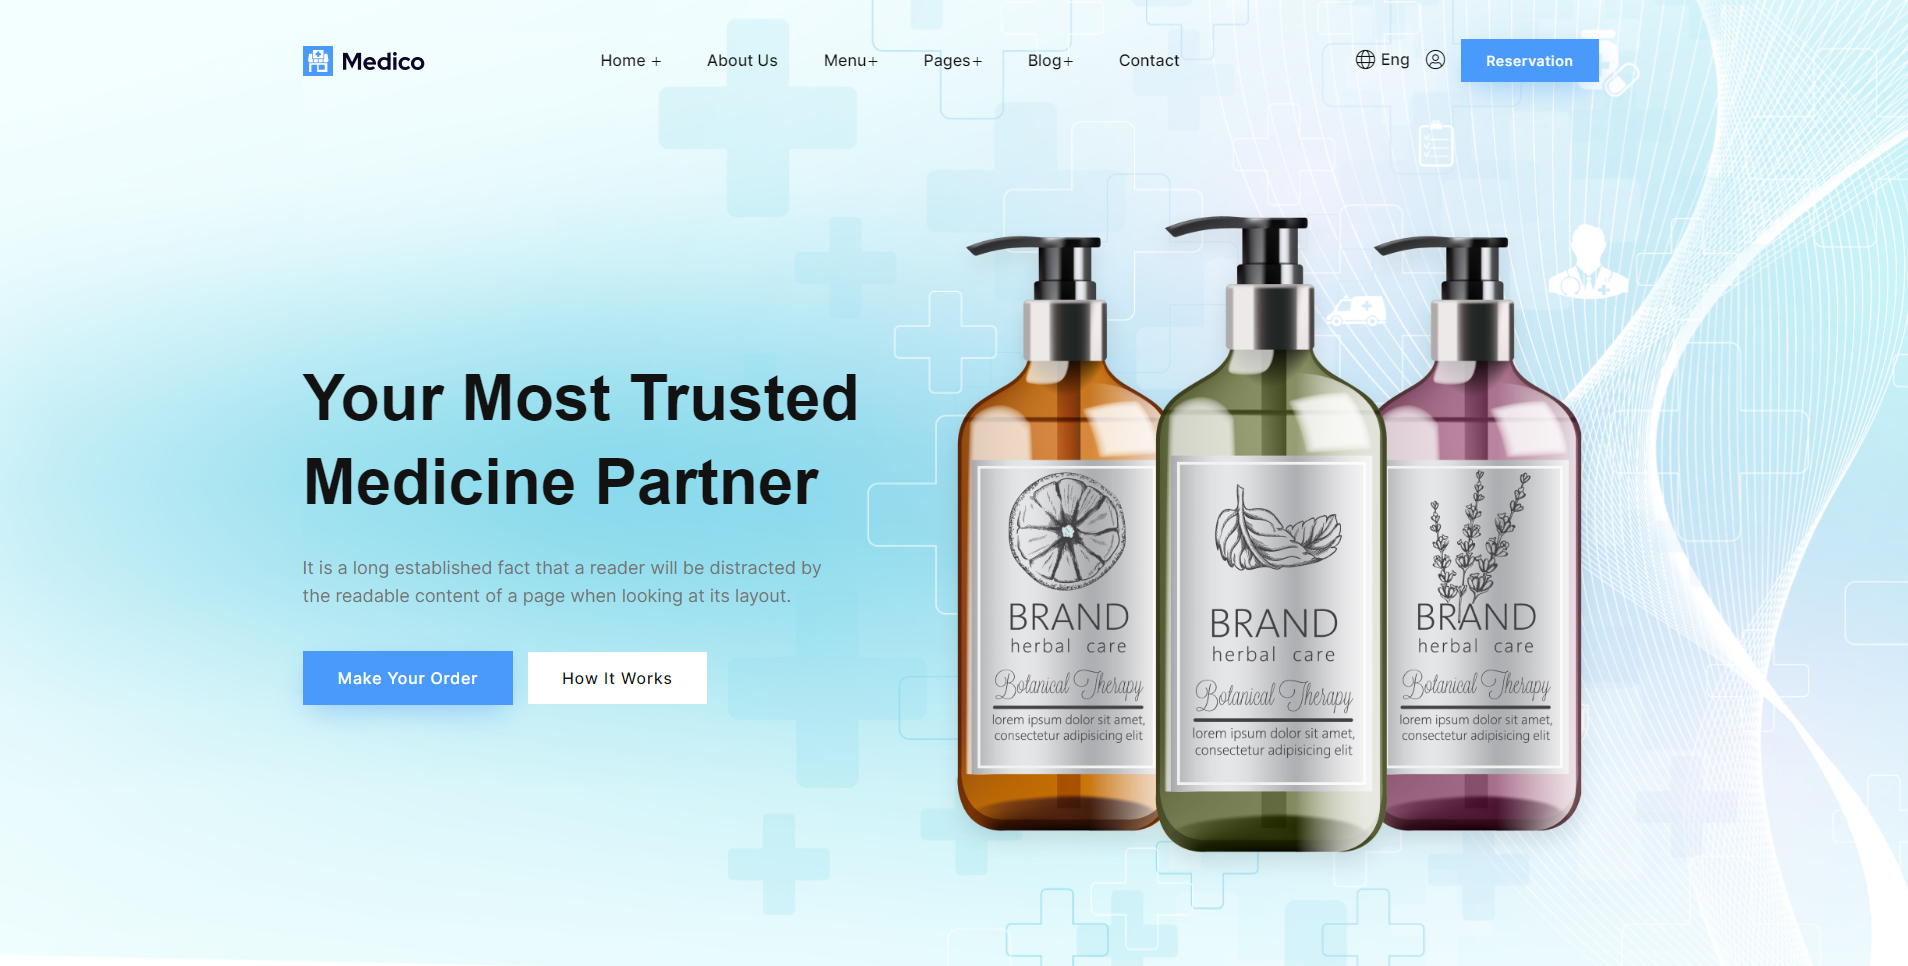 Medico
Home +
About Us
Menu+
Pages+
Blog+
Contact
Eng
Reservation
Your Most Trusted
Medicine Partner
It is a long established fact that a reader will be distracted by
the readable content of a page when looking at its layout.
Make Your Order
How It Works
BRAND
herbal care
Botanical Therapy
lorem ipsum dolor sit amet,
consectetur adipisicing elit
BRAND
herbal care
Botanical Therapy
lorem ipsum dolor sit amet,
consectetur adipisicing elit
BRAND
herbal care
Botanical Therapy
lorem ipsum dolor sit amet,
consectetur adipisicing elit